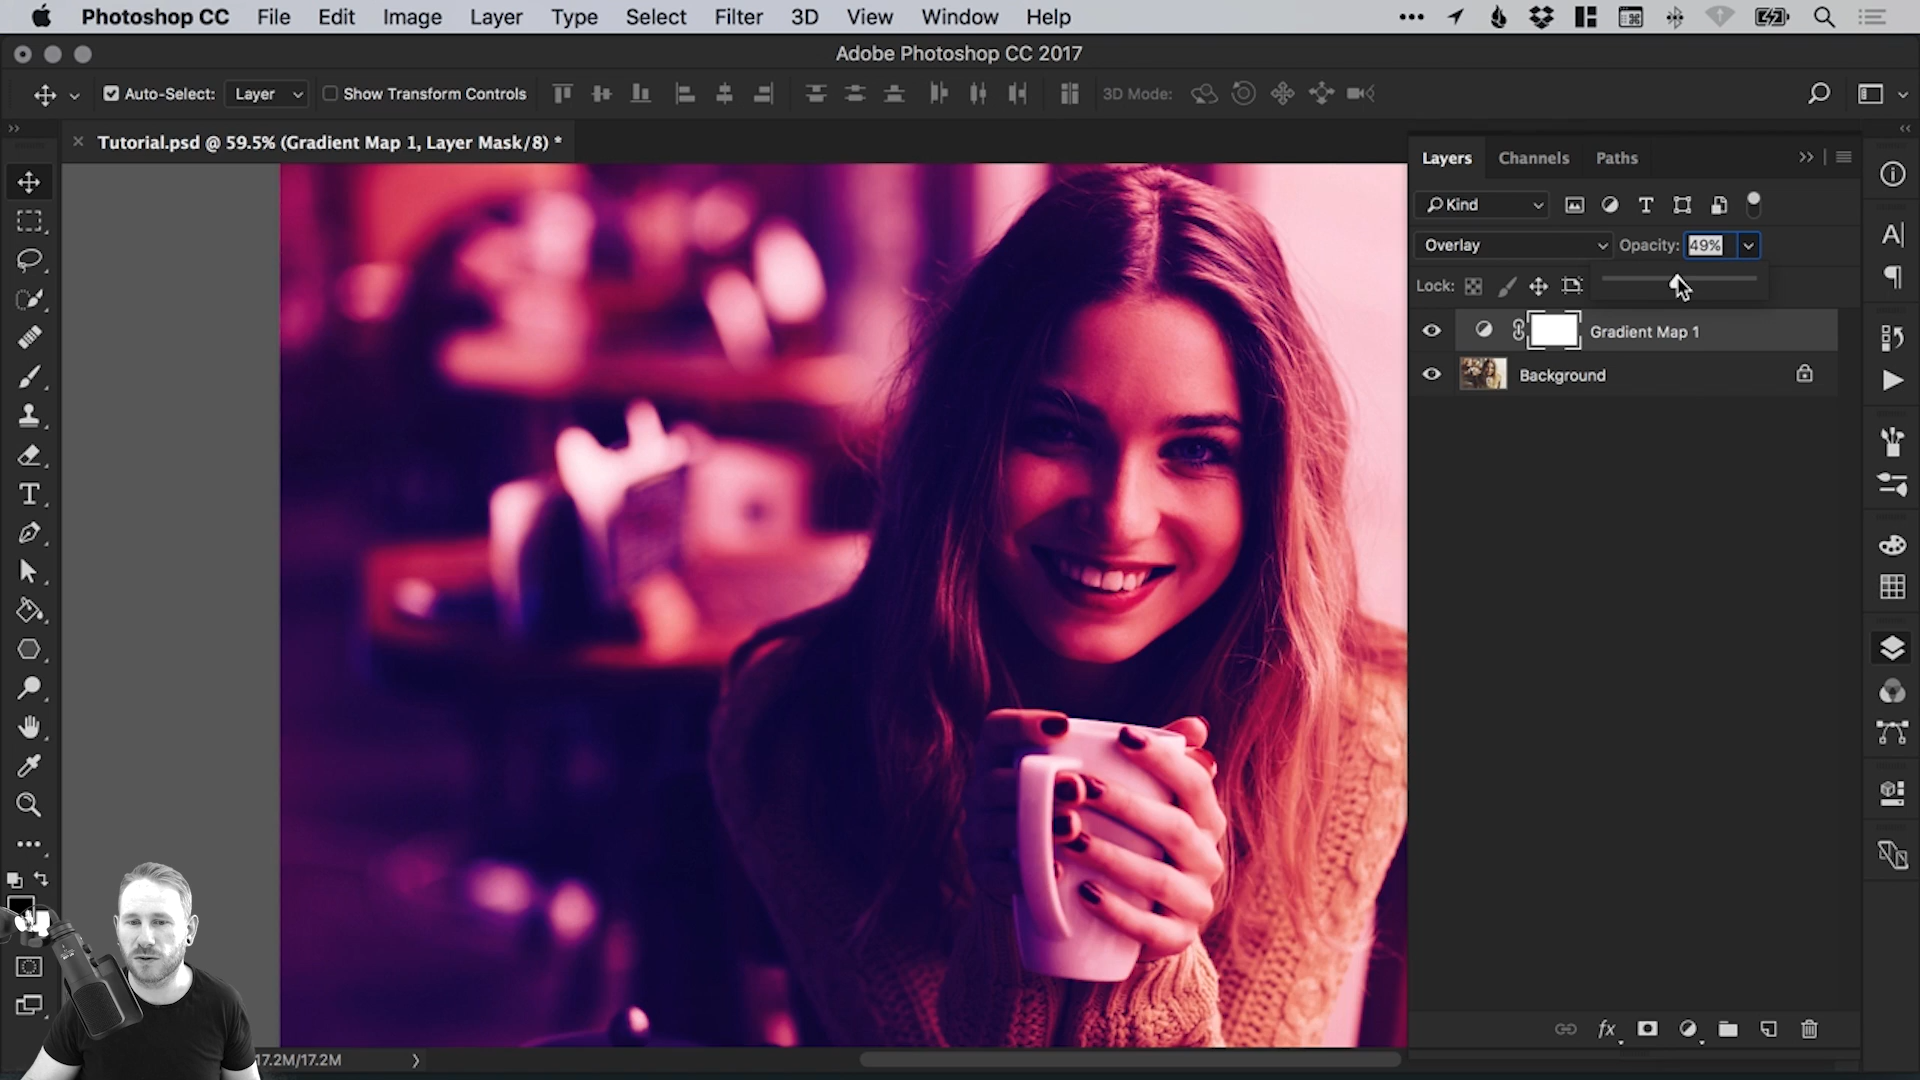 Photoshop CC File Edit Image Layer Type Select Filter 3D View Window Help
Adobe Photoshop CC 2017
Auto-Select: Layer Show Transform Controls 3D Mode:
Tutorial.psd @ 59.5% (Gradient Map 1, Layer Mask/8) *
Layers Channels Paths
Kind
Overlay Opacity: 49%
Lock:
Gradient Map 1
Background
fx
17.2M/17.2M